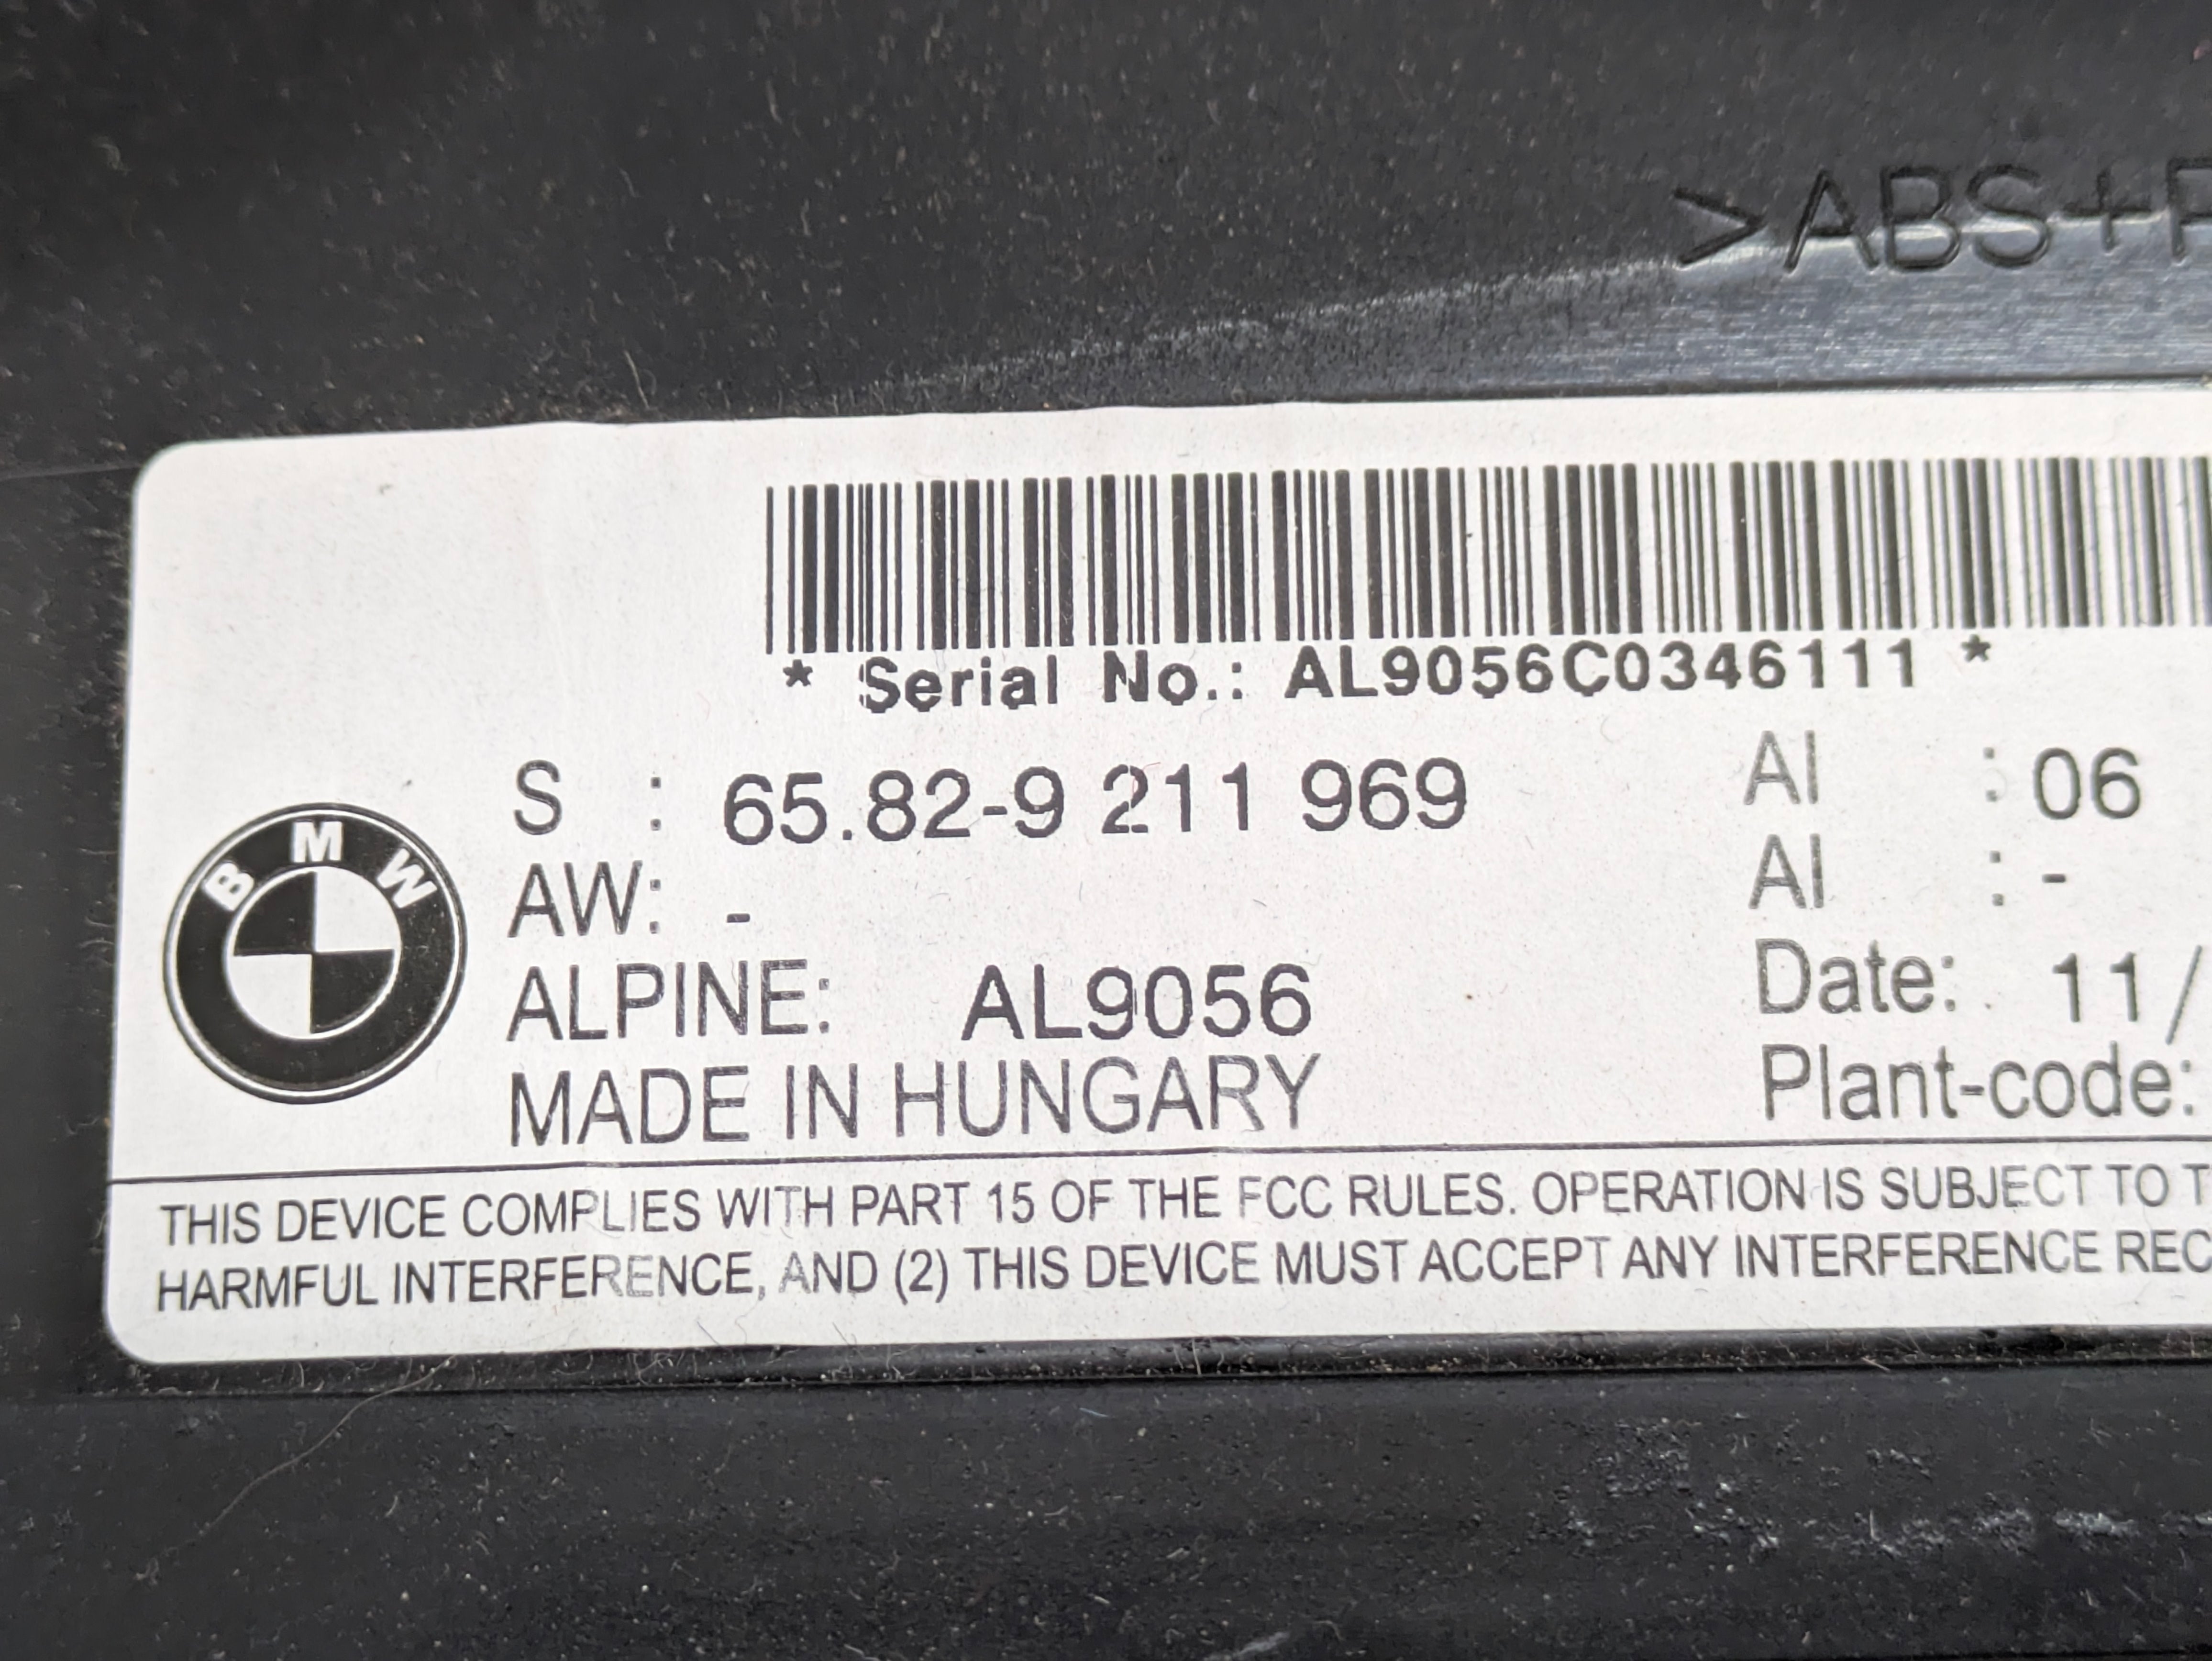 >ABS+P
* Serial No.: AL9056C0346111 *
S : 65.82-9 211 969 AI : 06
BMW
AW: - AI : -
ALPINE: AL9056 Date: 11/
MADE IN HUNGARY Plant-code:
THIS DEVICE COMPLIES WITH PART 15 OF THE FCC RULES. OPERATION IS SUBJECT TO T
HARMFUL INTERFERENCE, AND (2) THIS DEVICE MUST ACCEPT ANY INTERFERENCE REC